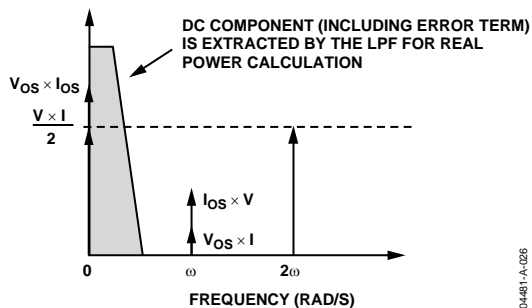 DC COMPONENT (INCLUDING ERROR TERM)
IS EXTRACTED BY THE LPF FOR REAL
POWER CALCULATION
VOS × IOS
V × I
2
IOS × V
VOS × I
0
ω
2ω
FREQUENCY (RAD/S)
04481-A-026